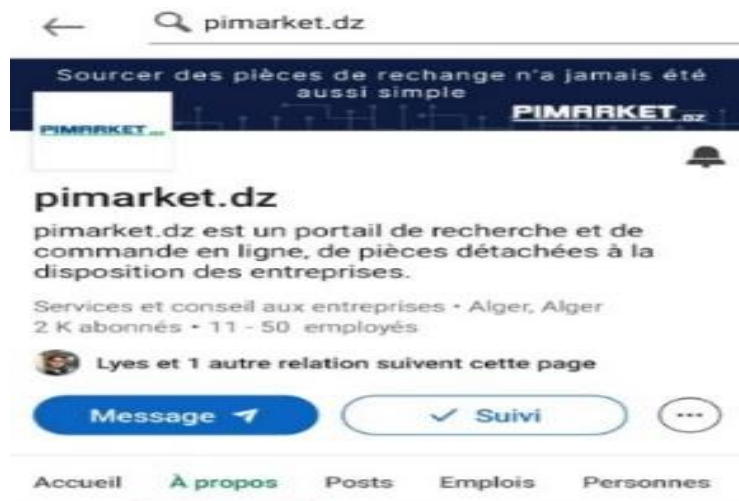 pimarket.dz
Sourcer des pièces de rechange n'a jamais été
aussi simple
PIMARKET.DZ
PIMARKET
pimarket.dz
pimarket.dz est un portail de recherche et de
commande en ligne, de pièces détachées à la
disposition des entreprises.
Services et conseil aux entreprises • Alger, Alger
2 K abonnés • 11 - 50 employés
Lyes et 1 autre relation suivent cette page
Message
Suivi
Accueil À propos Posts Emplois Personnes